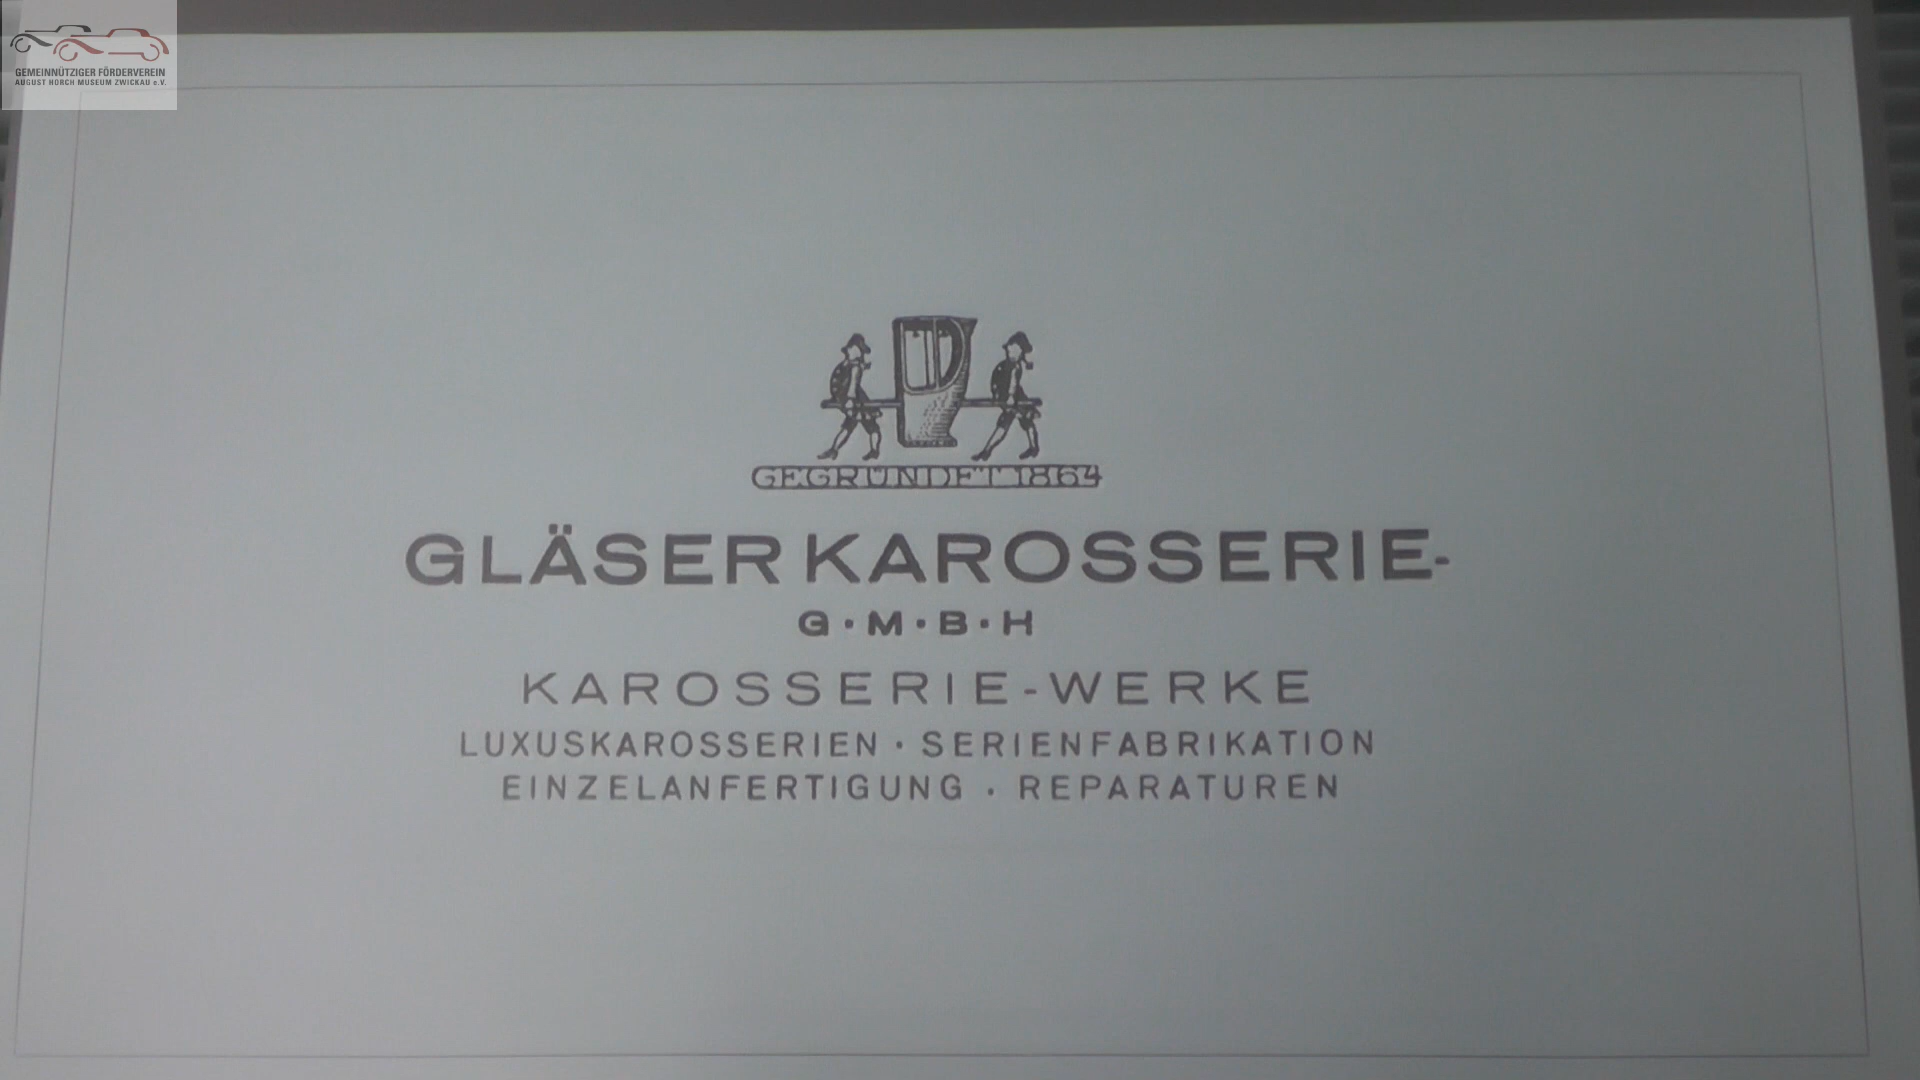 GEMEINNÜTZIGER FÖRDERVEREIN
AUGUST HORCH MUSEUM ZWICKAU e.V.
GEGRÜNDET 1864
GLÄSER KAROSSERIE-
G·M·B·H
KAROSSERIE-WERKE
LUXUSKAROSSERIEN · SERIENFABRIKATION
EINZELANFERTIGUNG · REPARATUREN